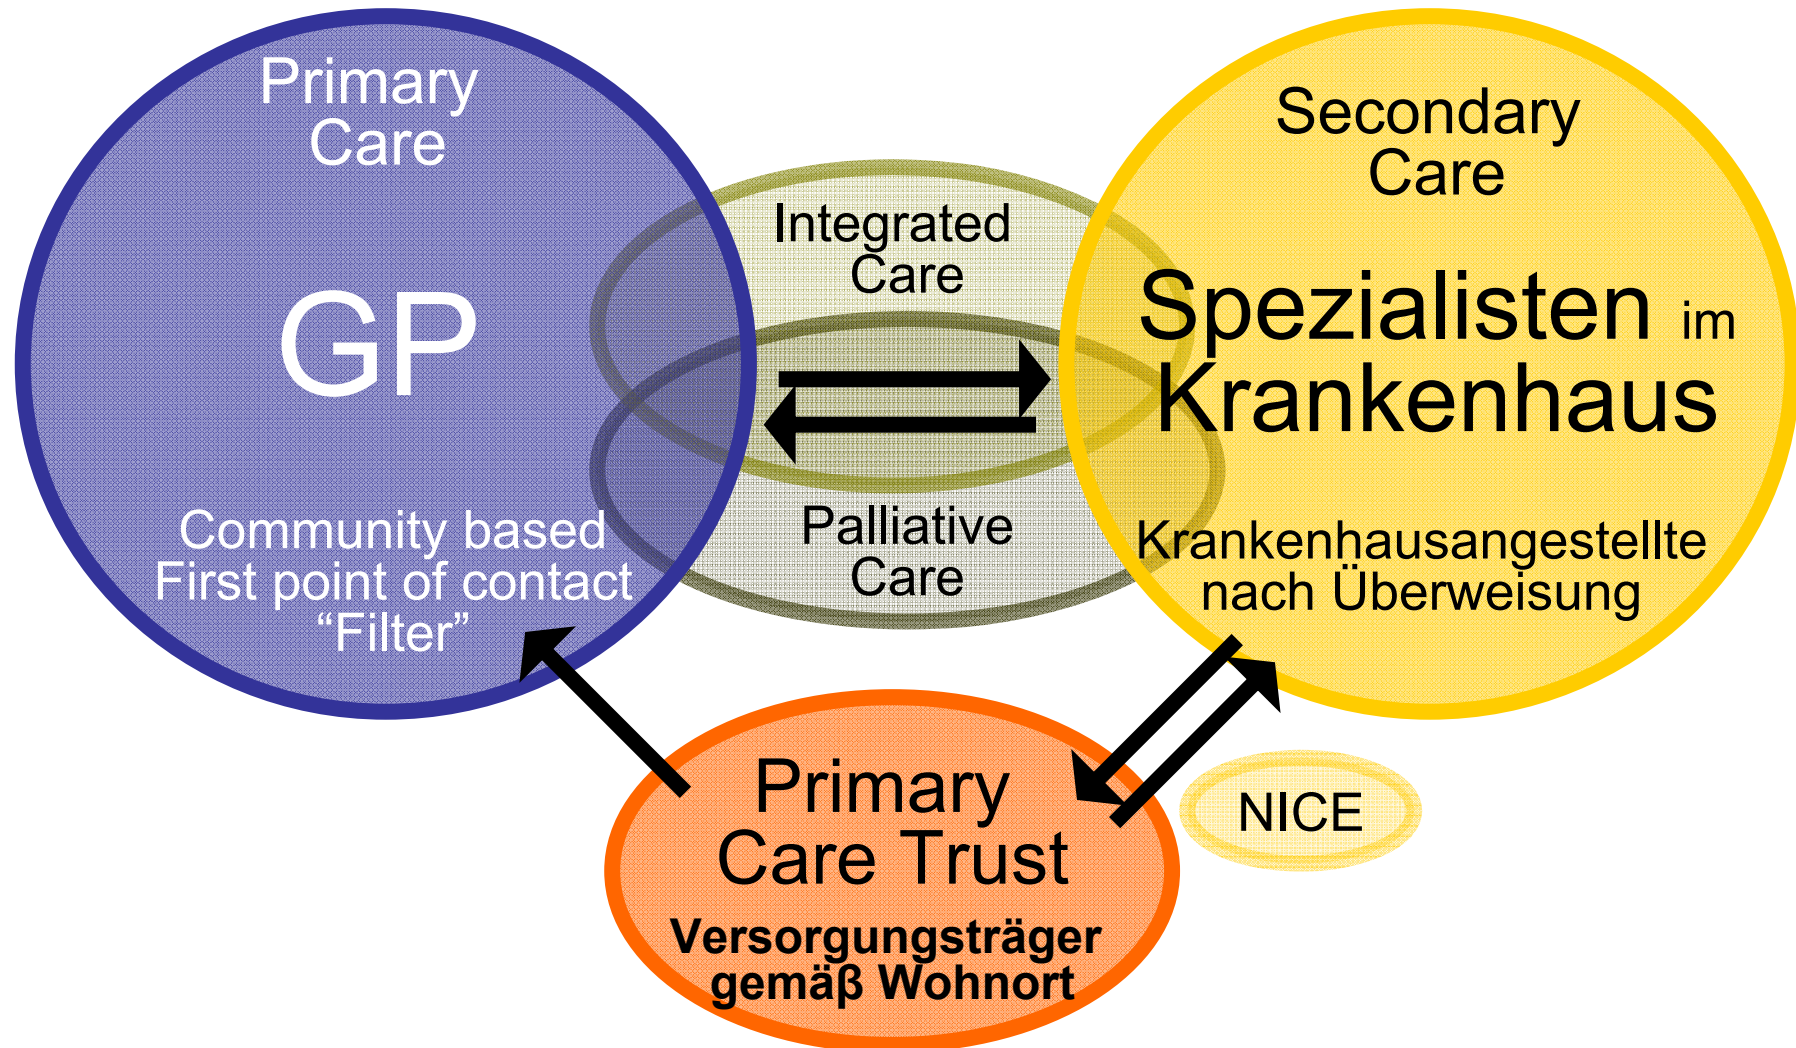 Primary
Care
GP
Community based
First point of contact
“Filter”
Integrated
Care
Palliative
Care
Secondary
Care
Spezialisten im
Krankenhaus
Krankenhausangestellte
nach Überweisung
Primary
Care Trust
Versorgungsträger
gemäβ Wohnort
NICE